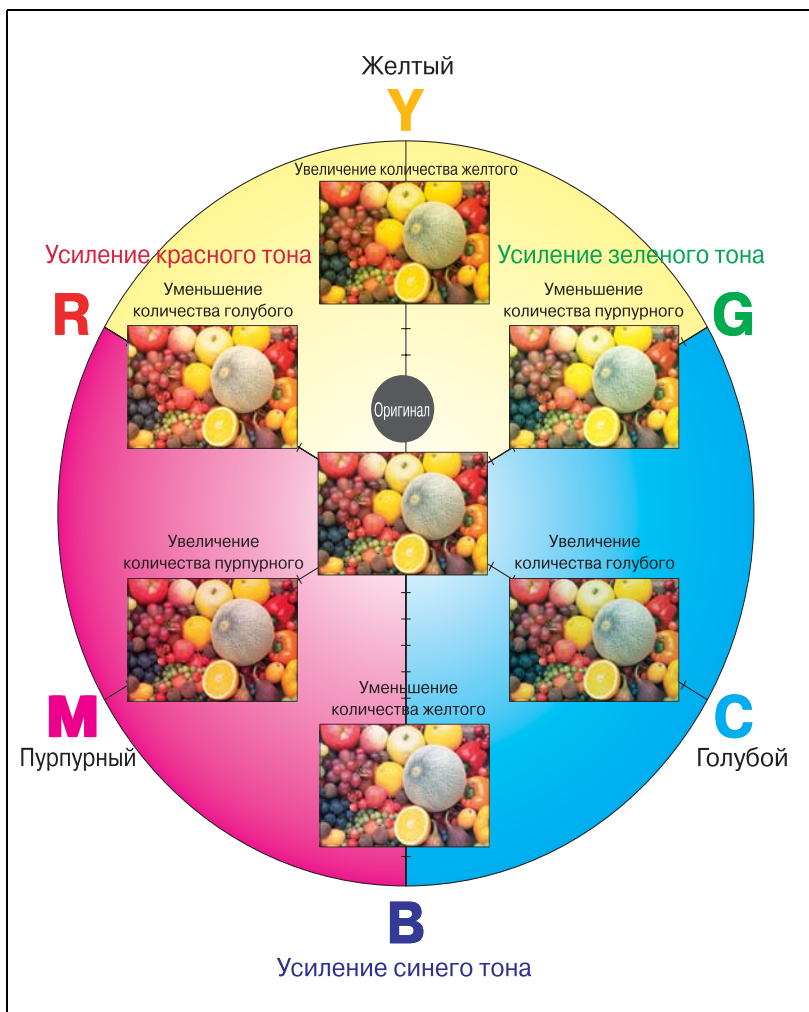 Желтый
Y
Увеличение количества желтого
Усиление красного тона
Усиление зеленого тона
Уменьшение
количества голубого
Уменьшение
количества пурпурного
R
G
Оригинал
Увеличение
количества пурпурного
Увеличение
количества голубого
Уменьшение
количества желтого
M
C
Пурпурный
Голубой
B
Усиление синего тона